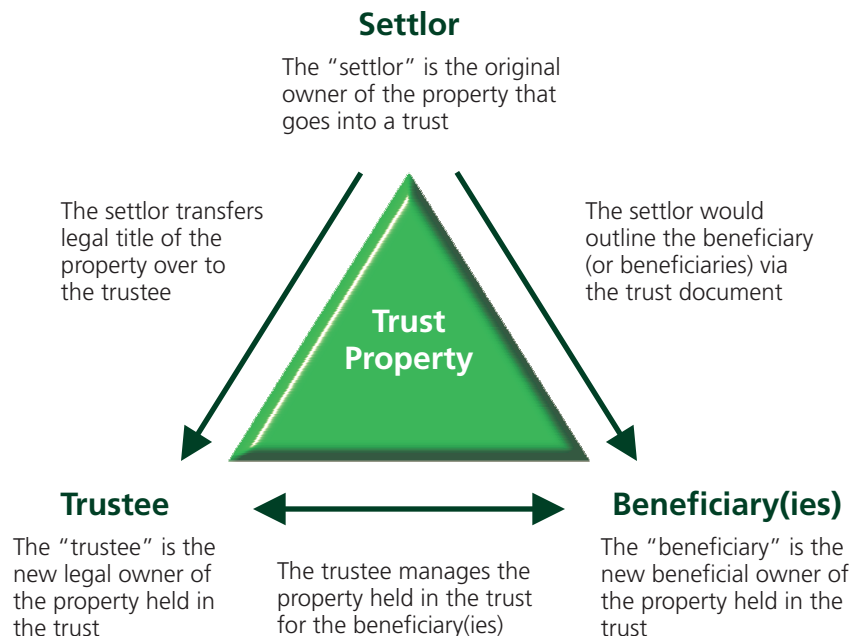 Settlor
The “settlor” is the original
owner of the property that
goes into a trust
The settlor transfers
legal title of the
property over to
the trustee
The settlor would
outline the beneficiary
(or beneficiaries) via
the trust document
Trust
Property
Trustee
The “trustee” is the
new legal owner of
the property held in
the trust
The trustee manages the
property held in the trust
for the beneficiary(ies)
Beneficiary(ies)
The “beneficiary” is the
new beneficial owner of
the property held in the
trust